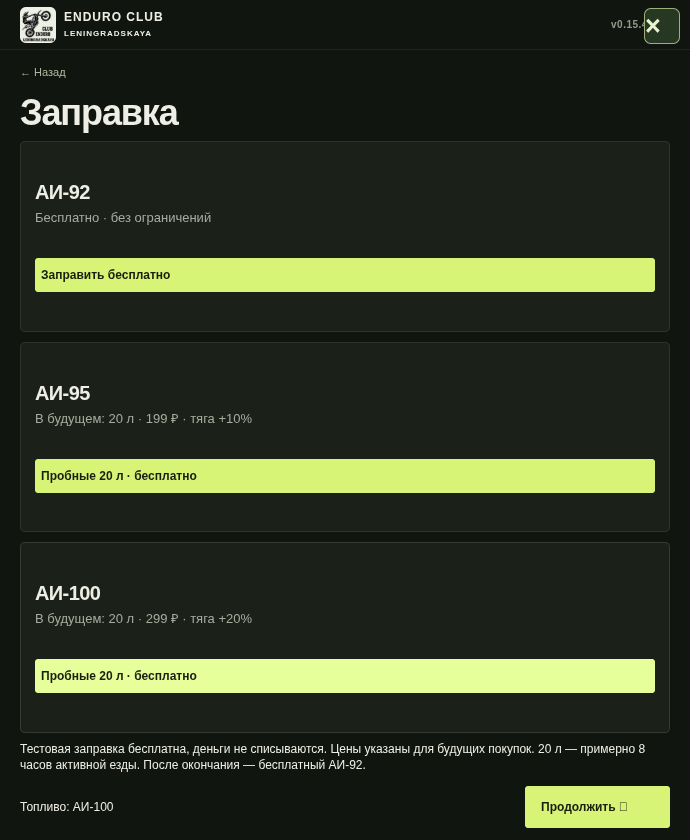 ENDURO CLUB
LENINGRADSKAYA
← Назад
Заправка
АИ-92
Бесплатно · без ограничений
Заправить бесплатно
АИ-95
В будущем: 20 л · 199 ₽ · тяга +10%
Пробные 20 л · бесплатно
АИ-100
В будущем: 20 л · 299 ₽ · тяга +20%
Пробные 20 л · бесплатно
Тестовая заправка бесплатна, деньги не списываются. Цены указаны для будущих покупок. 20 л — примерно 8
часов активной езды. После окончания — бесплатный АИ-92.
Топливо: АИ-100
Продолжить